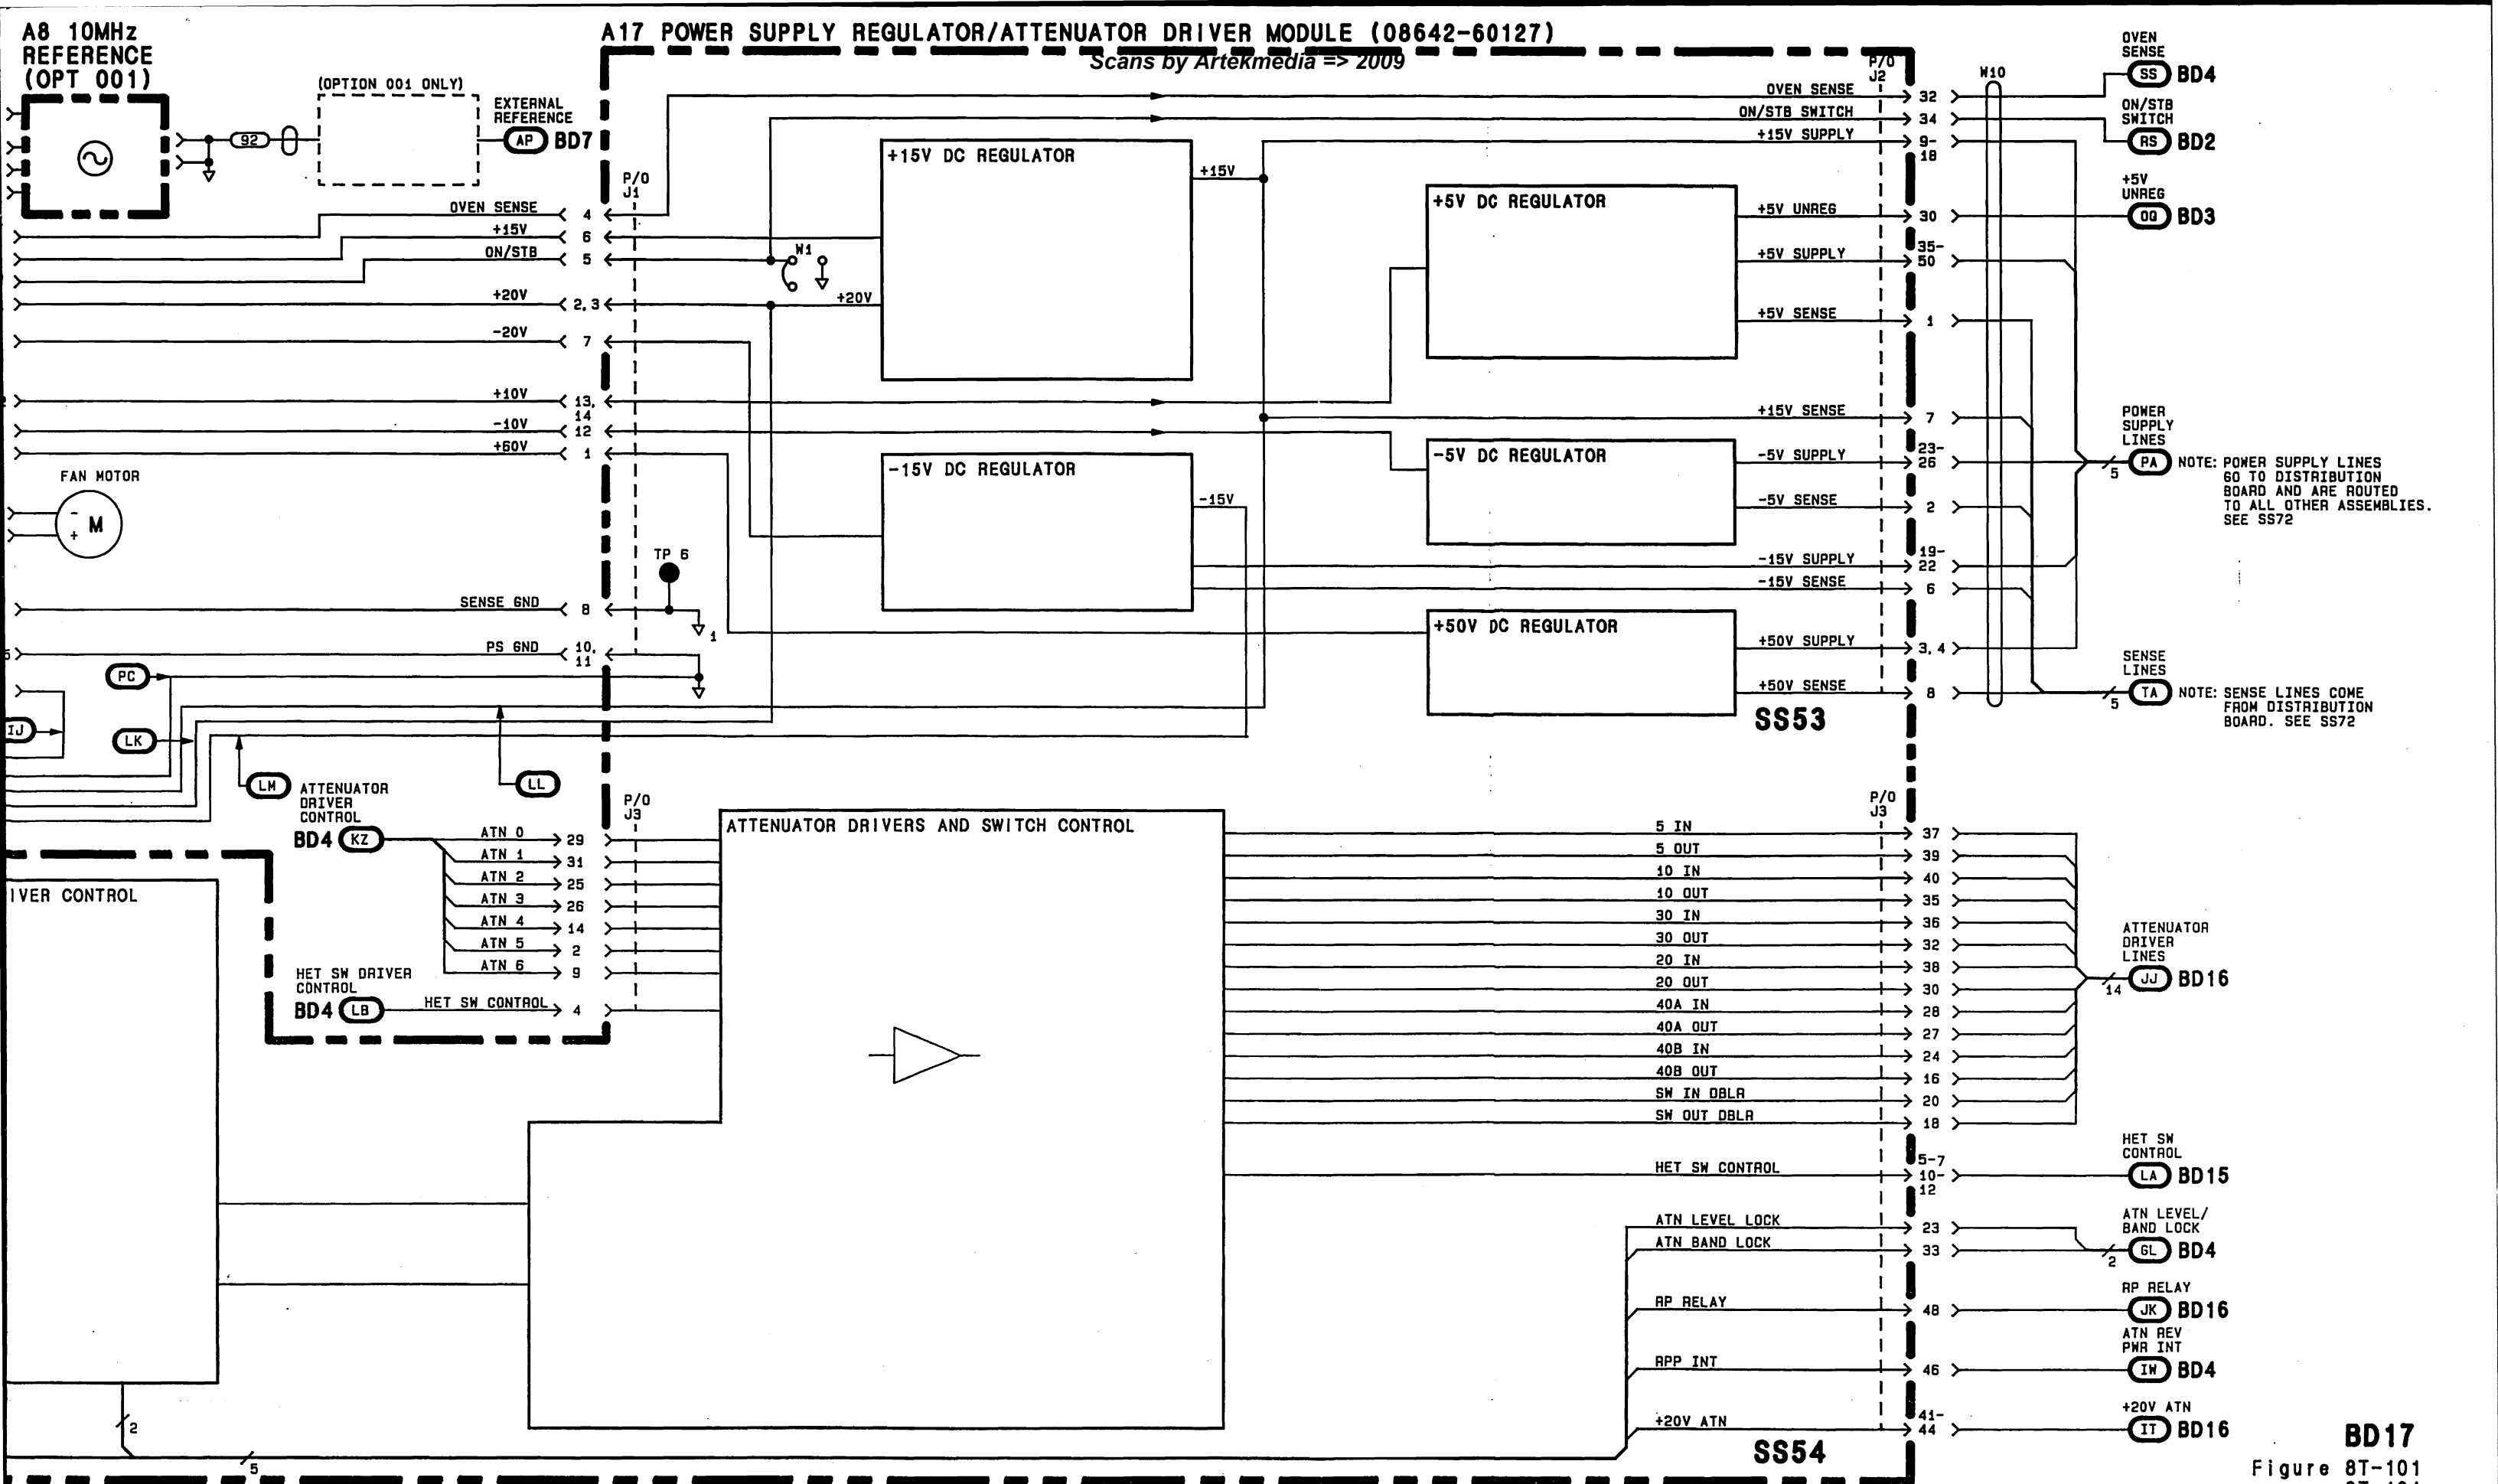 A8 10MHz
REFERENCE
(OPT 001)
(OPTION 001 ONLY)
92
EXTERNAL
REFERENCE
AP BD7
A17 POWER SUPPLY REGULATOR/ATTENUATOR DRIVER MODULE (08642-60127)
Scans by Artekmedia => 2009
P/O
J1
OVEN SENSE 4
+15V 6
ON/STB 5
+20V 2,3
-20V 7
+10V 13,
14
-10V 12
+60V 1
FAN MOTOR
- M
+
SENSE GND 8
PS GND 10,
11
TP 6
1
W1
+20V
+15V DC REGULATOR
+15V
-15V DC REGULATOR
-15V
+5V DC REGULATOR
-5V DC REGULATOR
+50V DC REGULATOR
P/O
J2
OVEN SENSE 32
ON/STB SWITCH 34
+15V SUPPLY 9-
18
+5V UNREG 30
+5V SUPPLY 35-
50
+5V SENSE 1
+15V SENSE 7
-5V SUPPLY 23-
26
-5V SENSE 2
-15V SUPPLY 19-
22
-15V SENSE 6
+50V SUPPLY 3,4
+50V SENSE 8
SS53
W10
OVEN
SENSE
SS BD4
ON/STB
SWITCH
RS BD2
+5V
UNREG
OQ BD3
POWER
SUPPLY
LINES
5 PA NOTE: POWER SUPPLY LINES
GO TO DISTRIBUTION
BOARD AND ARE ROUTED
TO ALL OTHER ASSEMBLIES.
SEE SS72
SENSE
LINES
5 TA NOTE: SENSE LINES COME
FROM DISTRIBUTION
BOARD. SEE SS72
PC
IJ
LK
LM
LL
ATTENUATOR
DRIVER
CONTROL
BD4 KZ
P/O
J3
ATN 0 29
ATN 1 31
ATN 2 25
ATN 3 26
ATN 4 14
ATN 5 2
ATN 6 9
HET SW DRIVER
CONTROL
BD4 LB HET SW CONTROL 4
IVER CONTROL
2
5
ATTENUATOR DRIVERS AND SWITCH CONTROL
P/O
J3
5 IN 37
5 OUT 39
10 IN 40
10 OUT 35
30 IN 36
30 OUT 32
20 IN 38
20 OUT 30
40A IN 28
40A OUT 27
40B IN 24
40B OUT 16
SW IN DBLR 20
SW OUT DBLR 18
ATTENUATOR
DRIVER
LINES
14 JJ BD16
HET SW CONTROL 5-7
10-
12
HET SW
CONTROL
LA BD15
ATN LEVEL LOCK 23
ATN BAND LOCK 33
ATN LEVEL/
BAND LOCK
2 GL BD4
RP RELAY 48
RP RELAY
JK BD16
RPP INT 46
ATN REV
PWR INT
IW BD4
+20V ATN 41-
44
+20V ATN
IT BD16
SS54
BD17
Figure 8T-101